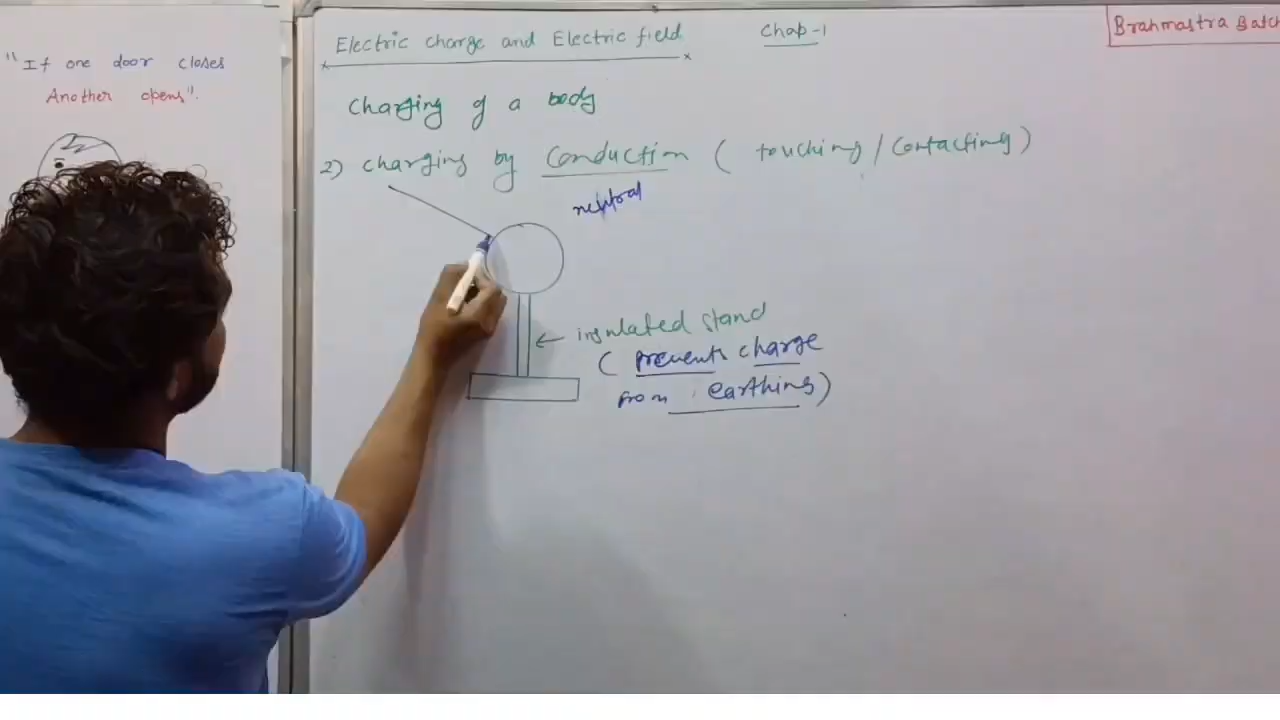 "If one door closes
Another opens".
Electric charge and Electric field
Chap-1
Brahmastra Batch
Charging of a body
2) charging by Conduction ( touching / Contacting )
neutral
insulated stand
( prevents charge
from earthing )